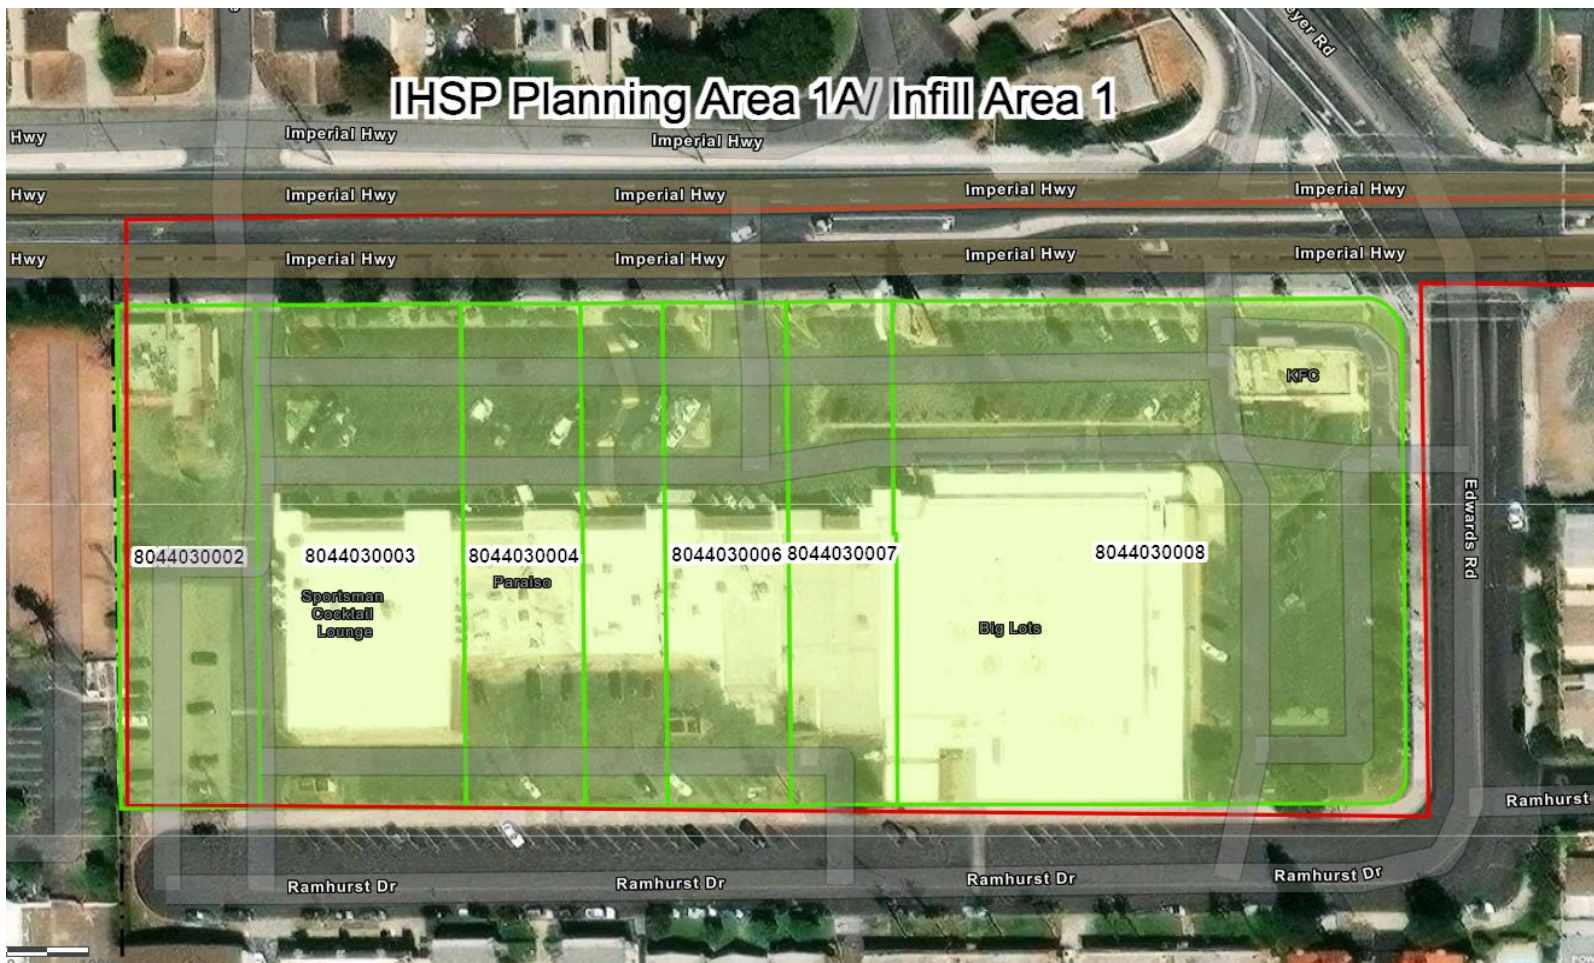 eyer Rd
IHSP Planning Area 1A/ Infill Area 1
Hwy
Imperial Hwy
Imperial Hwy
Hwy
Imperial Hwy
Imperial Hwy
Imperial Hwy
Imperial Hwy
Hwy
Imperial Hwy
Imperial Hwy
Imperial Hwy
Imperial Hwy
KFC
Edwards Rd
8044030002
8044030003
8044030004
8044030006
8044030007
8044030008
Paraiso
Sportsman
Cocktail
Lounge
Big Lots
Ramhurst
Ramhurst Dr
Ramhurst Dr
Ramhurst Dr
Ramhurst Dr